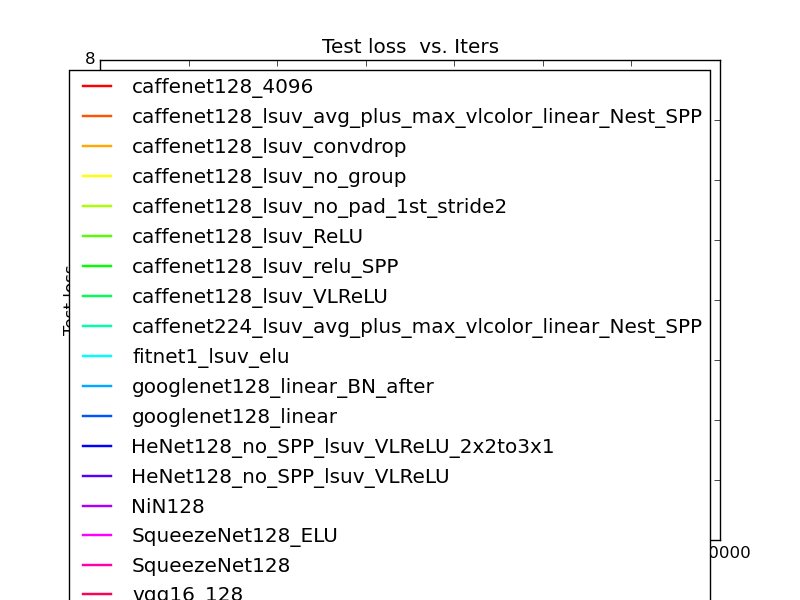 Test loss vs. Iters
8
caffenet128_4096
caffenet128_lsuv_avg_plus_max_vlcolor_linear_Nest_SPP
caffenet128_lsuv_convdrop
caffenet128_lsuv_no_group
caffenet128_lsuv_no_pad_1st_stride2
caffenet128_lsuv_ReLU
caffenet128_lsuv_relu_SPP
caffenet128_lsuv_VLReLU
Test loss
caffenet224_lsuv_avg_plus_max_vlcolor_linear_Nest_SPP
fitnet1_lsuv_elu
googlenet128_linear_BN_after
googlenet128_linear
HeNet128_no_SPP_lsuv_VLReLU_2x2to3x1
HeNet128_no_SPP_lsuv_VLReLU
NiN128
SqueezeNet128_ELU
0000
SqueezeNet128
vgg16_128